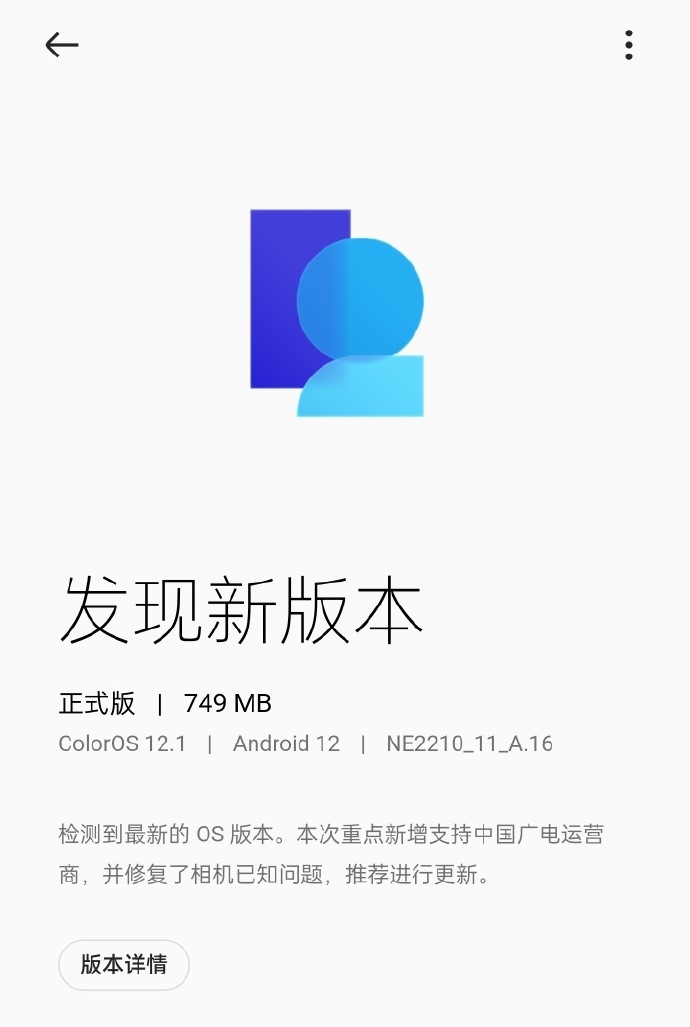 发现新版本
正式版 | 749 MB
ColorOS 12.1 | Android 12 | NE2210_11_A.16
检测到最新的 OS 版本。本次重点新增支持中国广电运营
商，并修复了相机已知问题，推荐进行更新。
版本详情